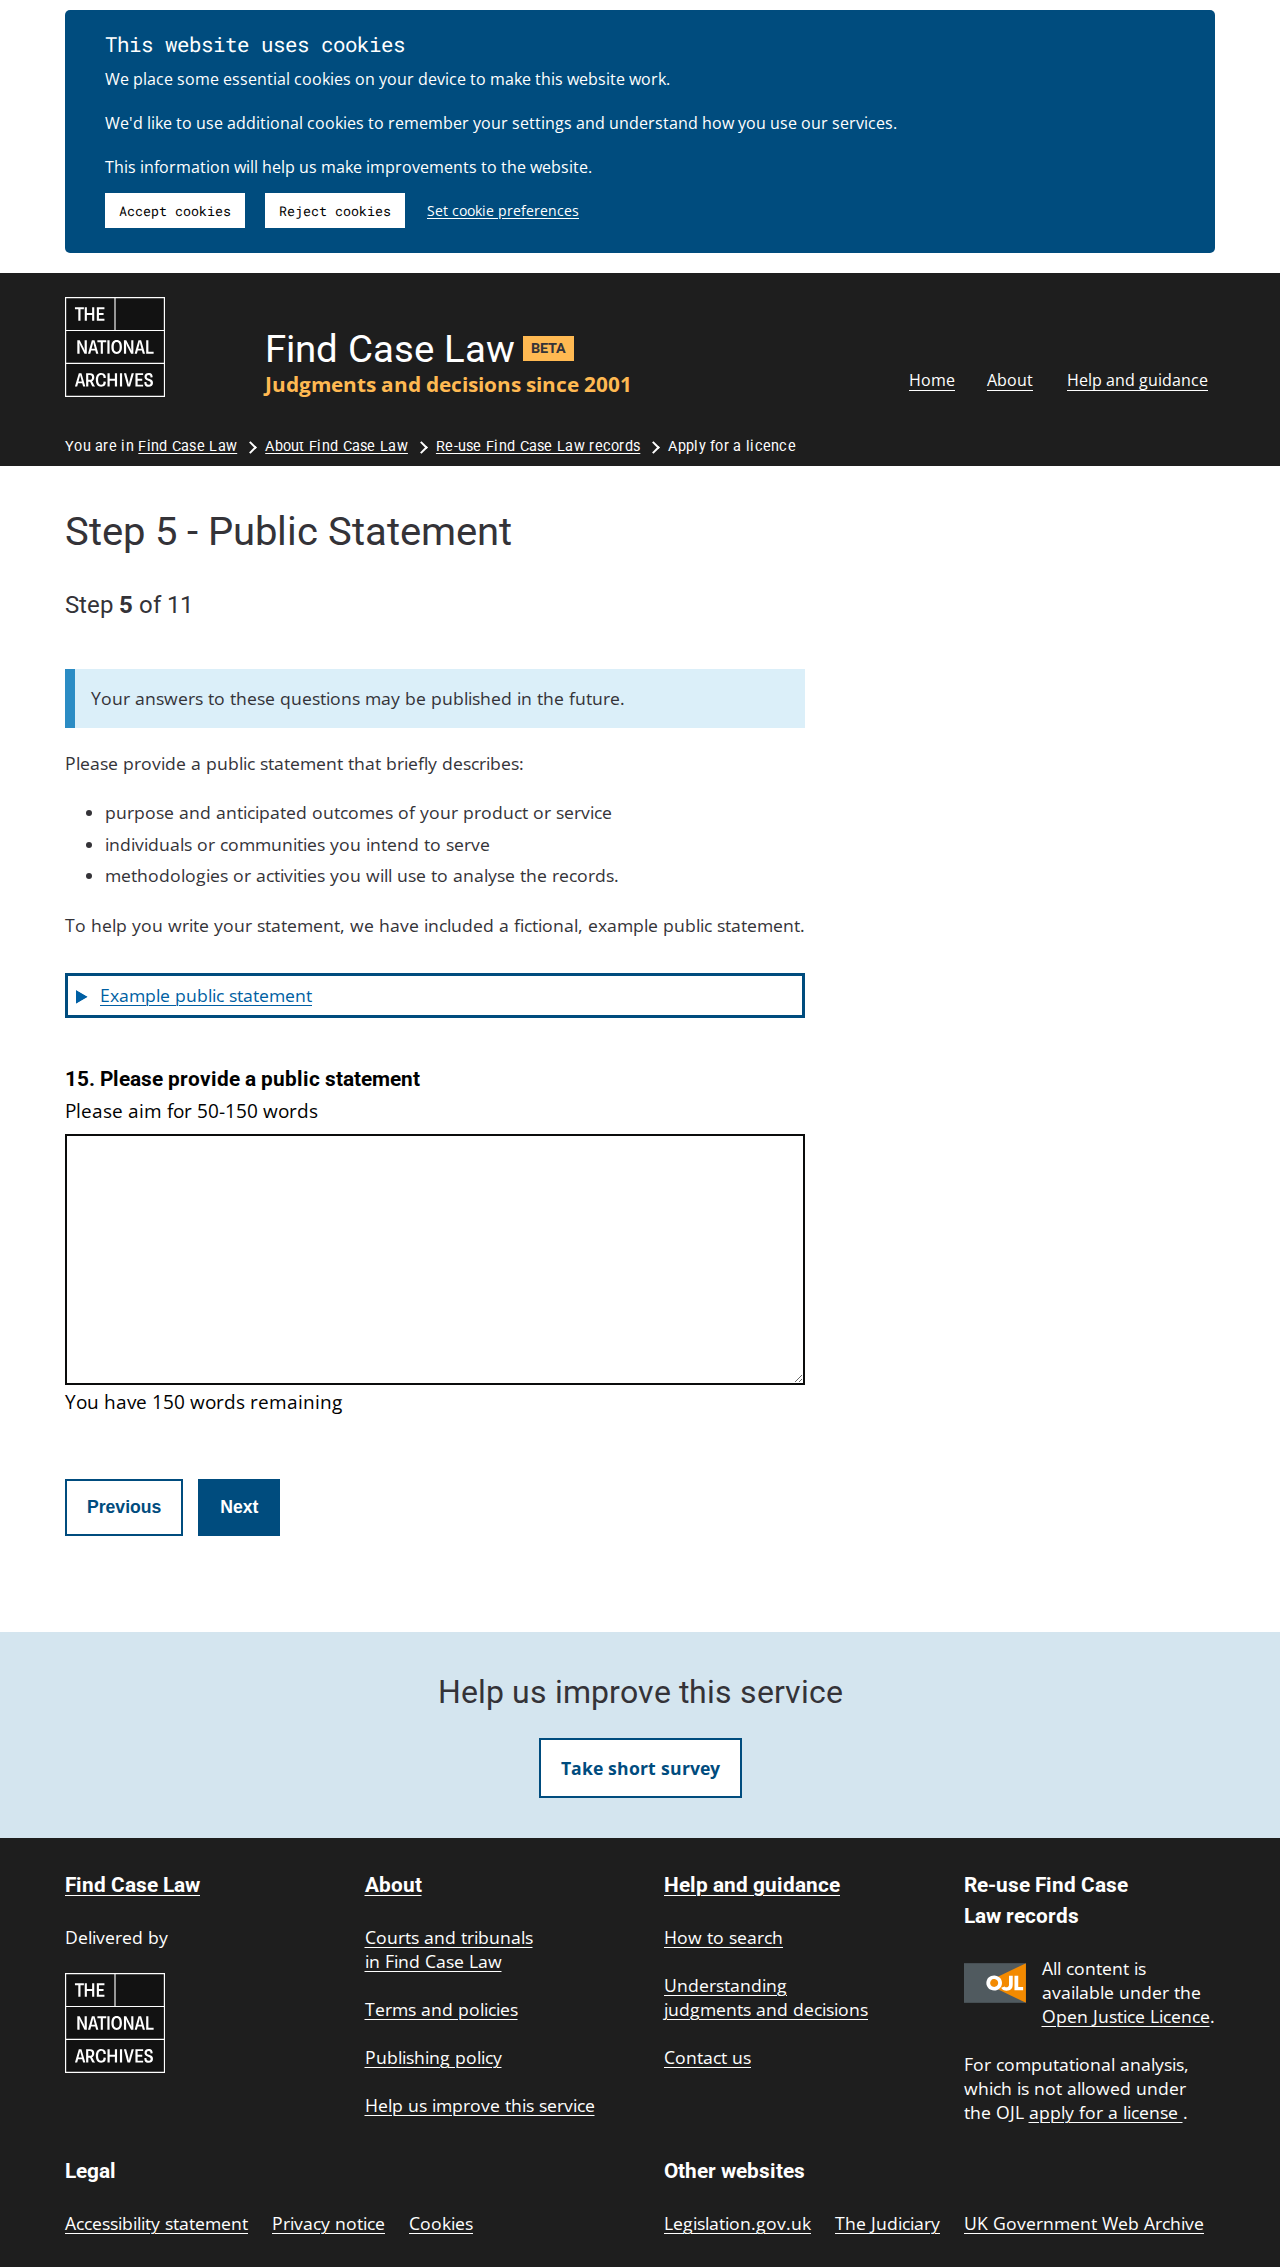 This website uses cookies
We place some essential cookies on your device to make this website work.
We'd like to use additional cookies to remember your settings and understand how you use our services.
This information will help us make improvements to the website.
Accept cookies Reject cookies Set cookie preferences
THE
NATIONAL
ARCHIVES
Find Case Law BETA
Judgments and decisions since 2001
Home About Help and guidance
You are in Find Case Law About Find Case Law Re-use Find Case Law records Apply for a licence
Step 5 - Public Statement
Step 5 of 11
Your answers to these questions may be published in the future.
Please provide a public statement that briefly describes:
• purpose and anticipated outcomes of your product or service
• individuals or communities you intend to serve
• methodologies or activities you will use to analyse the records.
To help you write your statement, we have included a fictional, example public statement.
Example public statement
15. Please provide a public statement
Please aim for 50-150 words
You have 150 words remaining
Previous Next
Help us improve this service
Take short survey
Find Case Law
Delivered by
THE
NATIONAL
ARCHIVES
About
Courts and tribunals
in Find Case Law
Terms and policies
Publishing policy
Help us improve this service
Help and guidance
How to search
Understanding
judgments and decisions
Contact us
Re-use Find Case
Law records
OJL
All content is
available under the
Open Justice Licence.
For computational analysis,
which is not allowed under
the OJL apply for a license .
Legal
Accessibility statement Privacy notice Cookies
Other websites
Legislation.gov.uk The Judiciary UK Government Web Archive